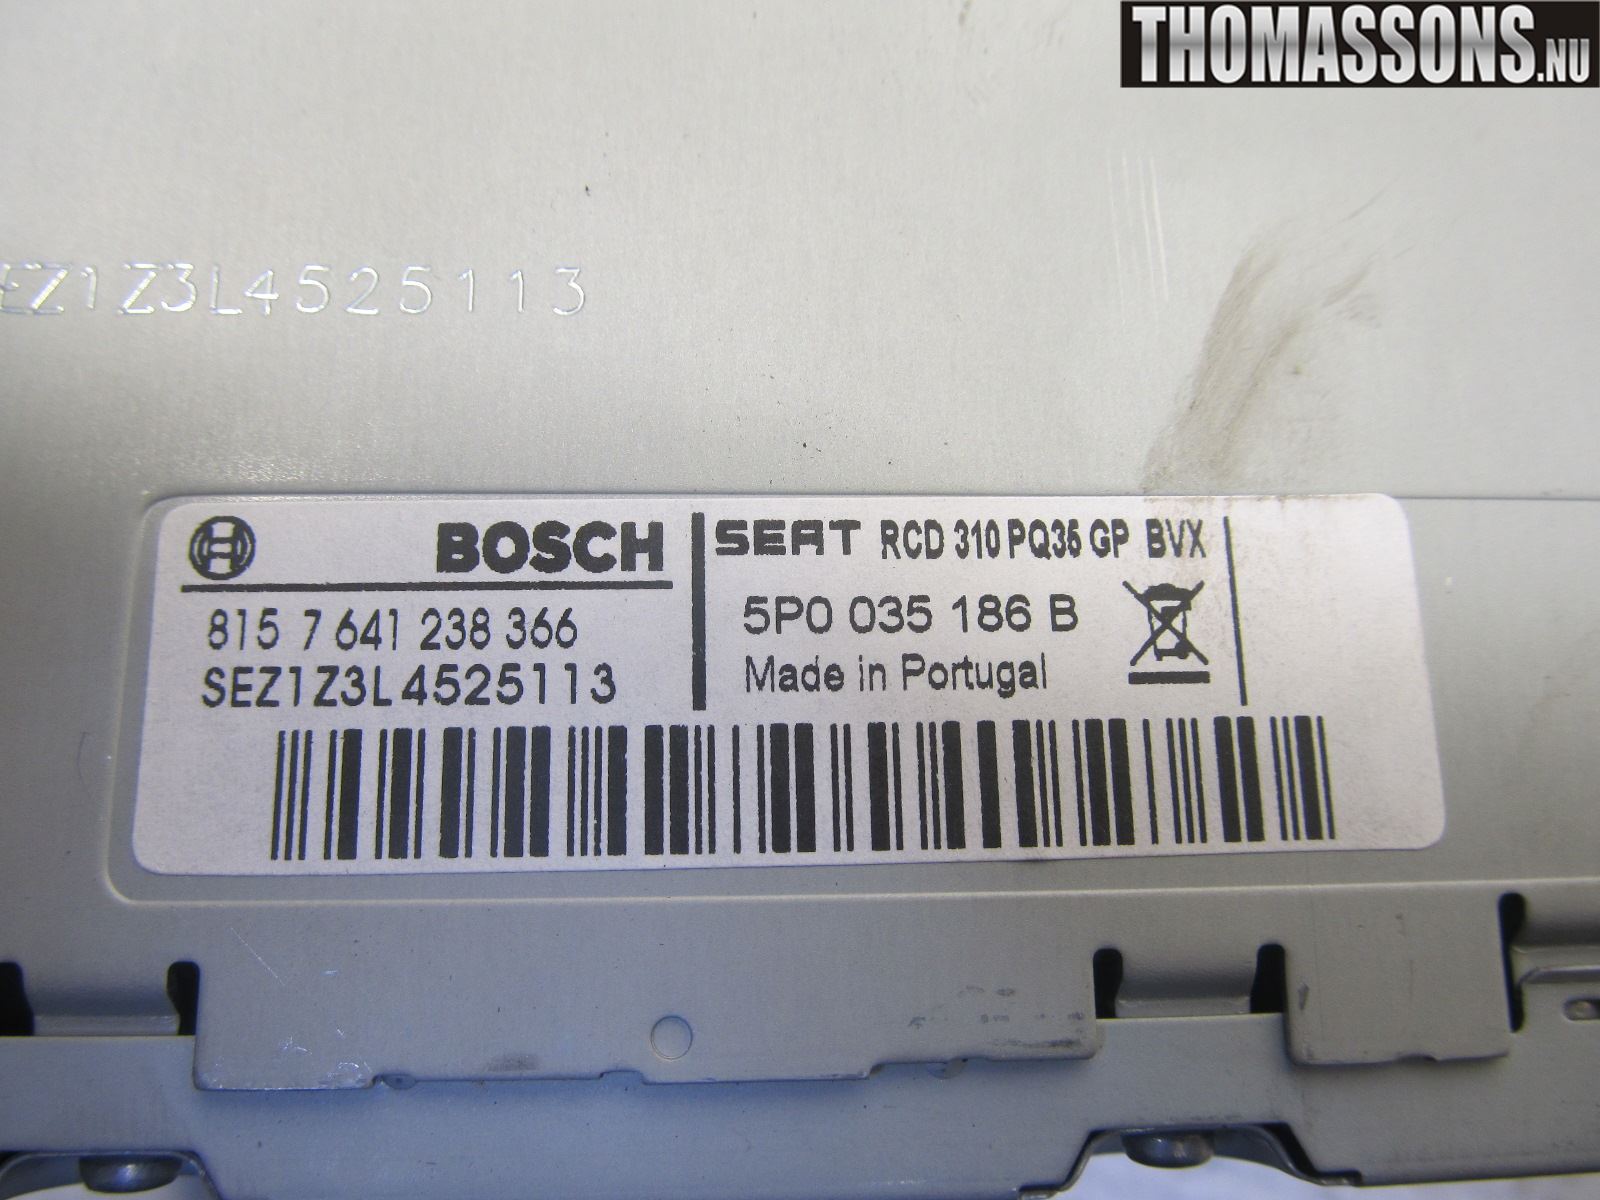 THOMASSONS.NU
EZ1Z3L4525113
BOSCH
SEAT RCD 310 PQ35 GP BVX
815 7 641 238 366
5P0 035 186 B
SEZ1Z3L4525113
Made in Portugal